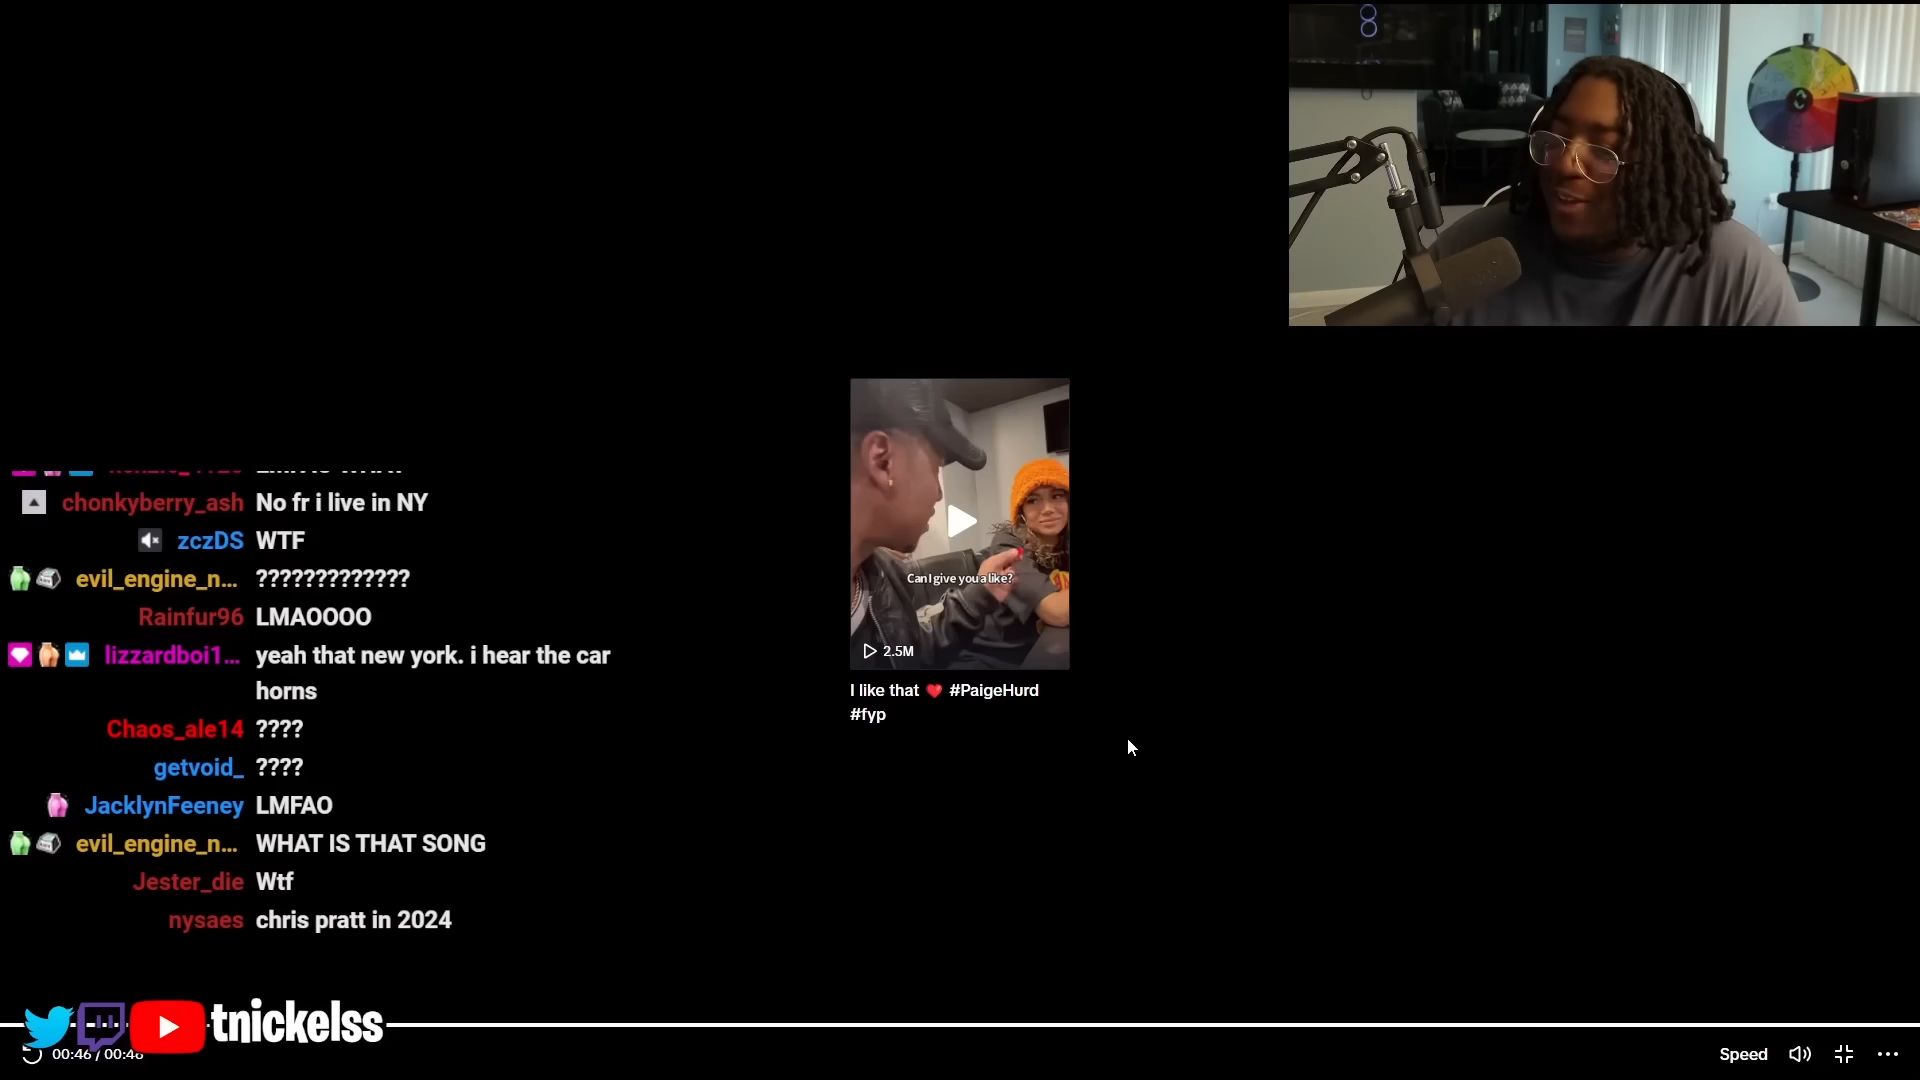 chonkyberry_ash No fr i live in NY
zczDS WTF
evil_engine_n... ?????????????
Rainfur96 LMAOOOO
lizzardboi1... yeah that new york. i hear the car
horns
Chaos_ale14 ????
getvoid_ ????
JacklynFeeney LMFAO
evil_engine_n... WHAT IS THAT SONG
Jester_die Wtf
nysaes chris pratt in 2024
Can I give you a like?
2.5M
I like that ❤️ #PaigeHurd
#fyp
tnickelss
00:46 / 00:46
Speed